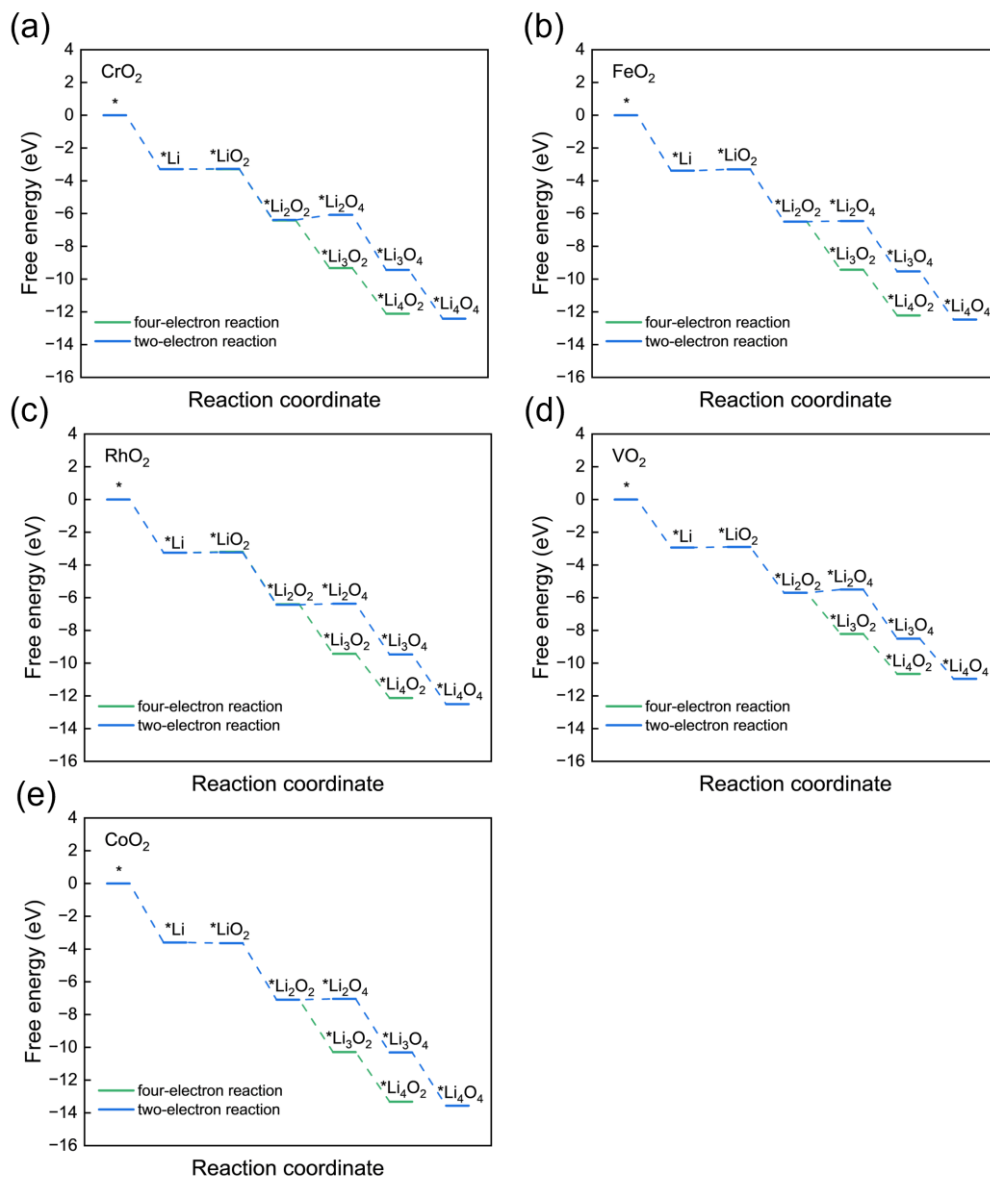 (a)
4
2
0
−2
−4
−6
−8
−10
−12
−14
−16
Free energy (eV)
CrO₂
*
*Li
*LiO₂
*Li₂O₂
*Li₂O₄
*Li₃O₂
*Li₃O₄
*Li₄O₂
*Li₄O₄
four-electron reaction
two-electron reaction
Reaction coordinate
(b)
4
2
0
−2
−4
−6
−8
−10
−12
−14
−16
Free energy (eV)
FeO₂
*
*Li
*LiO₂
*Li₂O₂
*Li₂O₄
*Li₃O₂
*Li₃O₄
*Li₄O₂
*Li₄O₄
four-electron reaction
two-electron reaction
Reaction coordinate
(c)
4
2
0
−2
−4
−6
−8
−10
−12
−14
−16
Free energy (eV)
RhO₂
*
*Li
*LiO₂
*Li₂O₂
*Li₂O₄
*Li₃O₂
*Li₃O₄
*Li₄O₂
*Li₄O₄
four-electron reaction
two-electron reaction
Reaction coordinate
(d)
4
2
0
−2
−4
−6
−8
−10
−12
−14
−16
Free energy (eV)
VO₂
*
*Li
*LiO₂
*Li₂O₂
*Li₂O₄
*Li₃O₂
*Li₃O₄
*Li₄O₂
*Li₄O₄
four-electron reaction
two-electron reaction
Reaction coordinate
(e)
4
2
0
−2
−4
−6
−8
−10
−12
−14
−16
Free energy (eV)
CoO₂
*
*Li
*LiO₂
*Li₂O₂
*Li₂O₄
*Li₃O₂
*Li₃O₄
*Li₄O₂
*Li₄O₄
four-electron reaction
two-electron reaction
Reaction coordinate